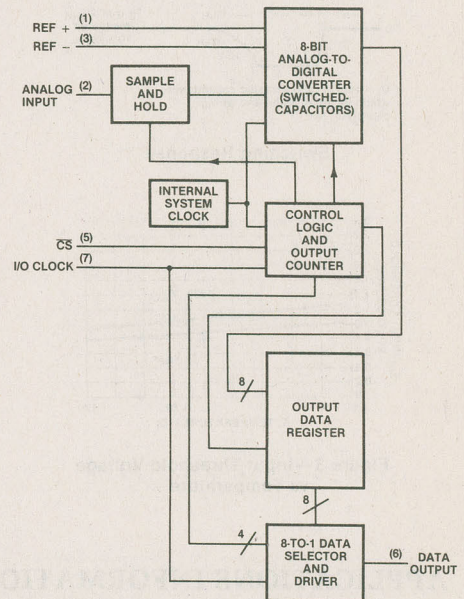 REF + (1)
REF – (3)
ANALOG (2)
INPUT
SAMPLE
AND
HOLD
8-BIT
ANALOG-TO-
DIGITAL
CONVERTER
(SWITCHED-
CAPACITORS)
INTERNAL
SYSTEM
CLOCK
CS (5)
I/O CLOCK (7)
CONTROL
LOGIC
AND
OUTPUT
COUNTER
8
OUTPUT
DATA
REGISTER
8
4
8-TO-1 DATA
SELECTOR
AND
DRIVER
(6) DATA
OUTPUT